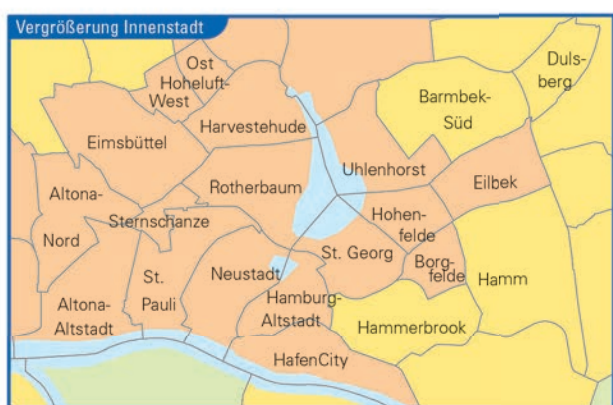 Vergrößerung Innenstadt
Ost
Hoheluft-
West
Duls-
berg
Barmbek-
Süd
Harvestehude
Eimsbüttel
Uhlenhorst
Eilbek
Altona-
Nord
Rotherbaum
Sternschanze
Hohen-
felde
St. Georg
Borg-
felde
Hamm
Neustadt
St.
Pauli
Hamburg-
Altstadt
Altona-
Altstadt
Hammerbrook
HafenCity